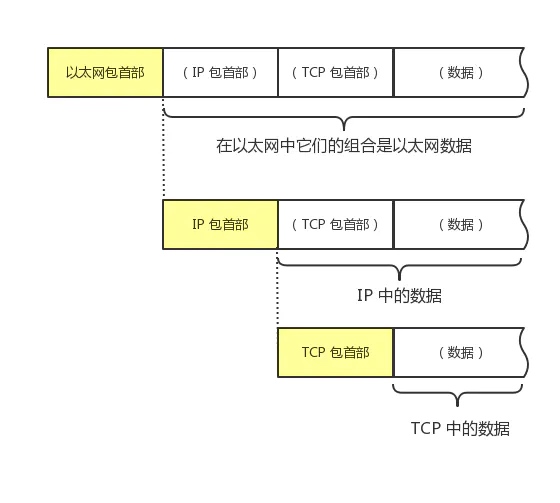 以太网包首部 （IP 包首部） （TCP 包首部） （数据）
在以太网中它们的组合是以太网数据
IP 包首部 （TCP 包首部） （数据）
IP 中的数据
TCP 包首部 （数据）
TCP 中的数据